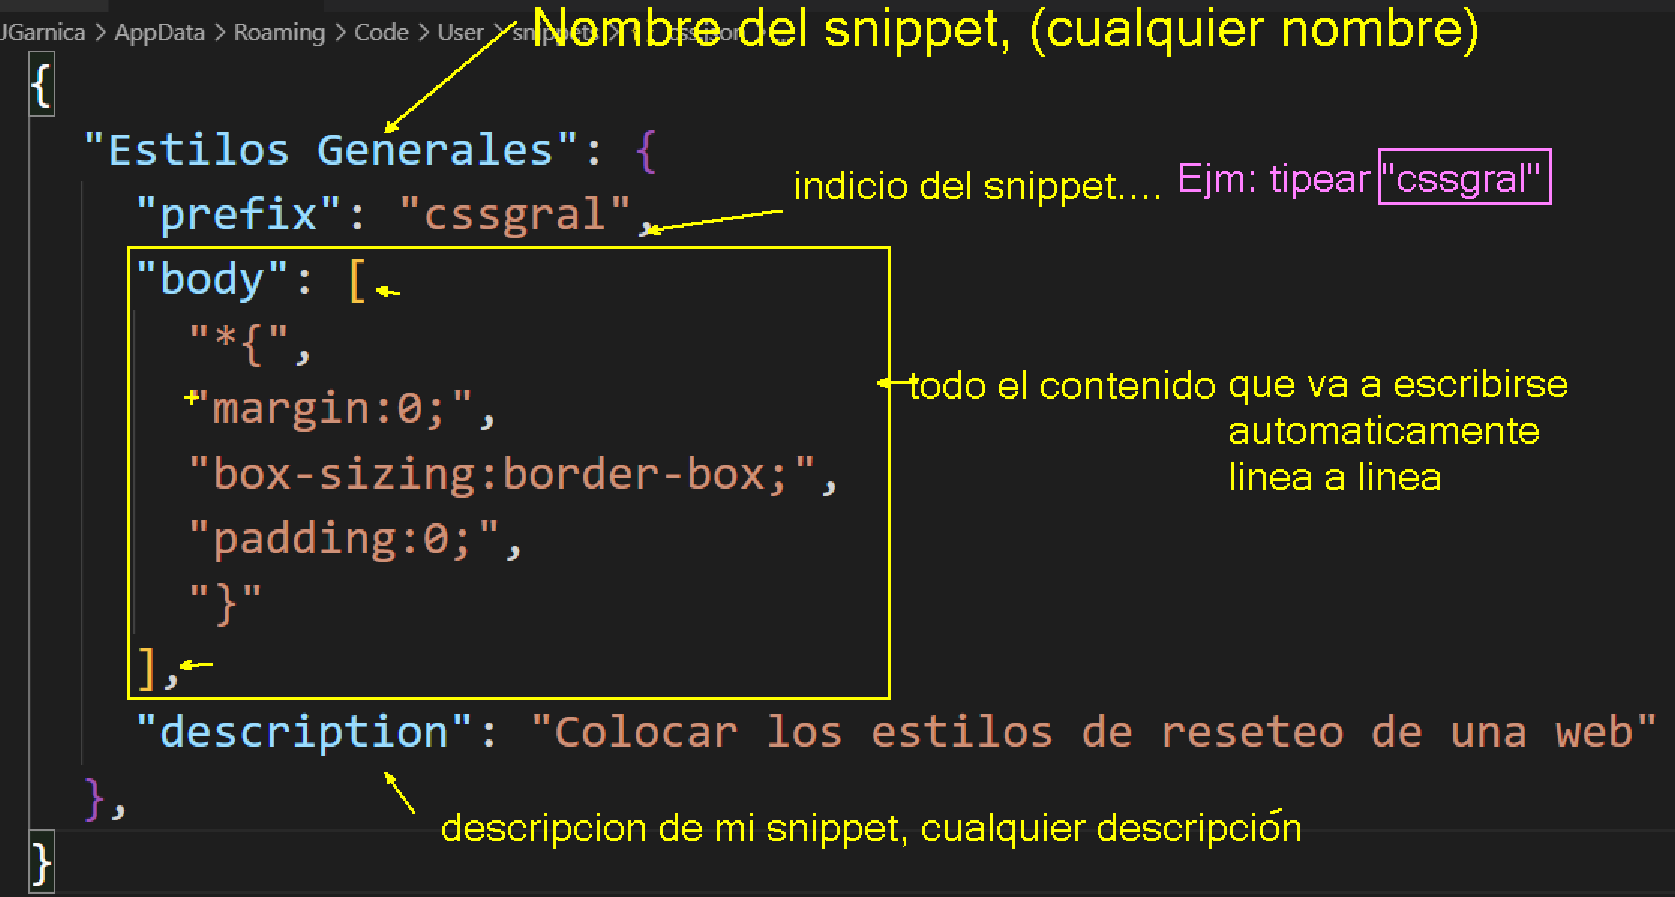 JGarnica > AppData > Roaming > Code > User > snippets >
Nombre del snippet, (cualquier nombre)
{
"Estilos Generales": {
indicio del snippet.... Ejm: tipear "cssgral"
"prefix": "cssgral",
"body": [
"*{",
"margin:0;",
"box-sizing:border-box;",
"padding:0;",
"}"
],
todo el contenido que va a escribirse
automaticamente
linea a linea
"description": "Colocar los estilos de reseteo de una web"
},
descripcion de mi snippet, cualquier descripción
}